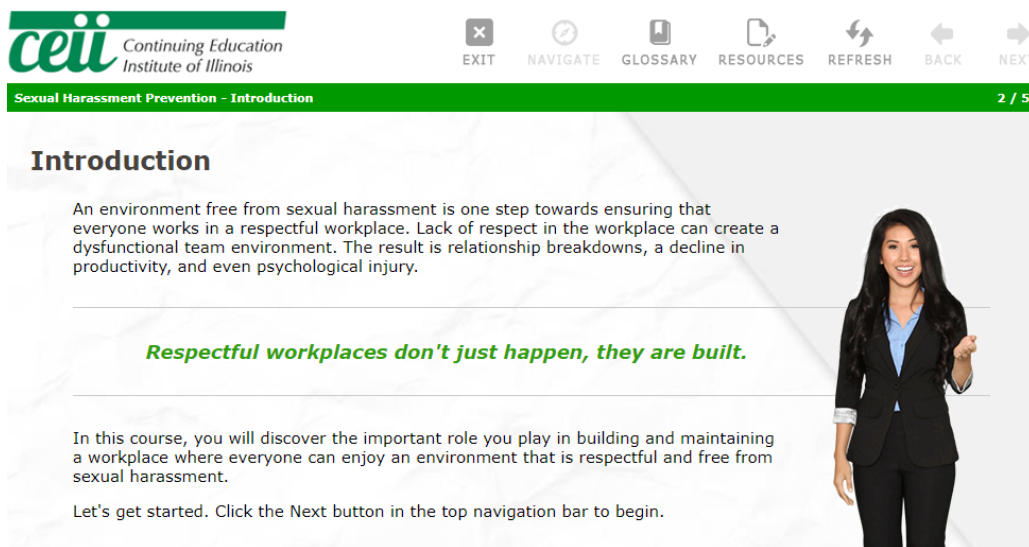 ceii Continuing Education
Institute of Illinois
EXIT NAVIGATE GLOSSARY RESOURCES REFRESH BACK NEXT
Sexual Harassment Prevention - Introduction 2 / 5
Introduction
An environment free from sexual harassment is one step towards ensuring that
everyone works in a respectful workplace. Lack of respect in the workplace can create a
dysfunctional team environment. The result is relationship breakdowns, a decline in
productivity, and even psychological injury.
Respectful workplaces don't just happen, they are built.
In this course, you will discover the important role you play in building and maintaining
a workplace where everyone can enjoy an environment that is respectful and free from
sexual harassment.
Let's get started. Click the Next button in the top navigation bar to begin.